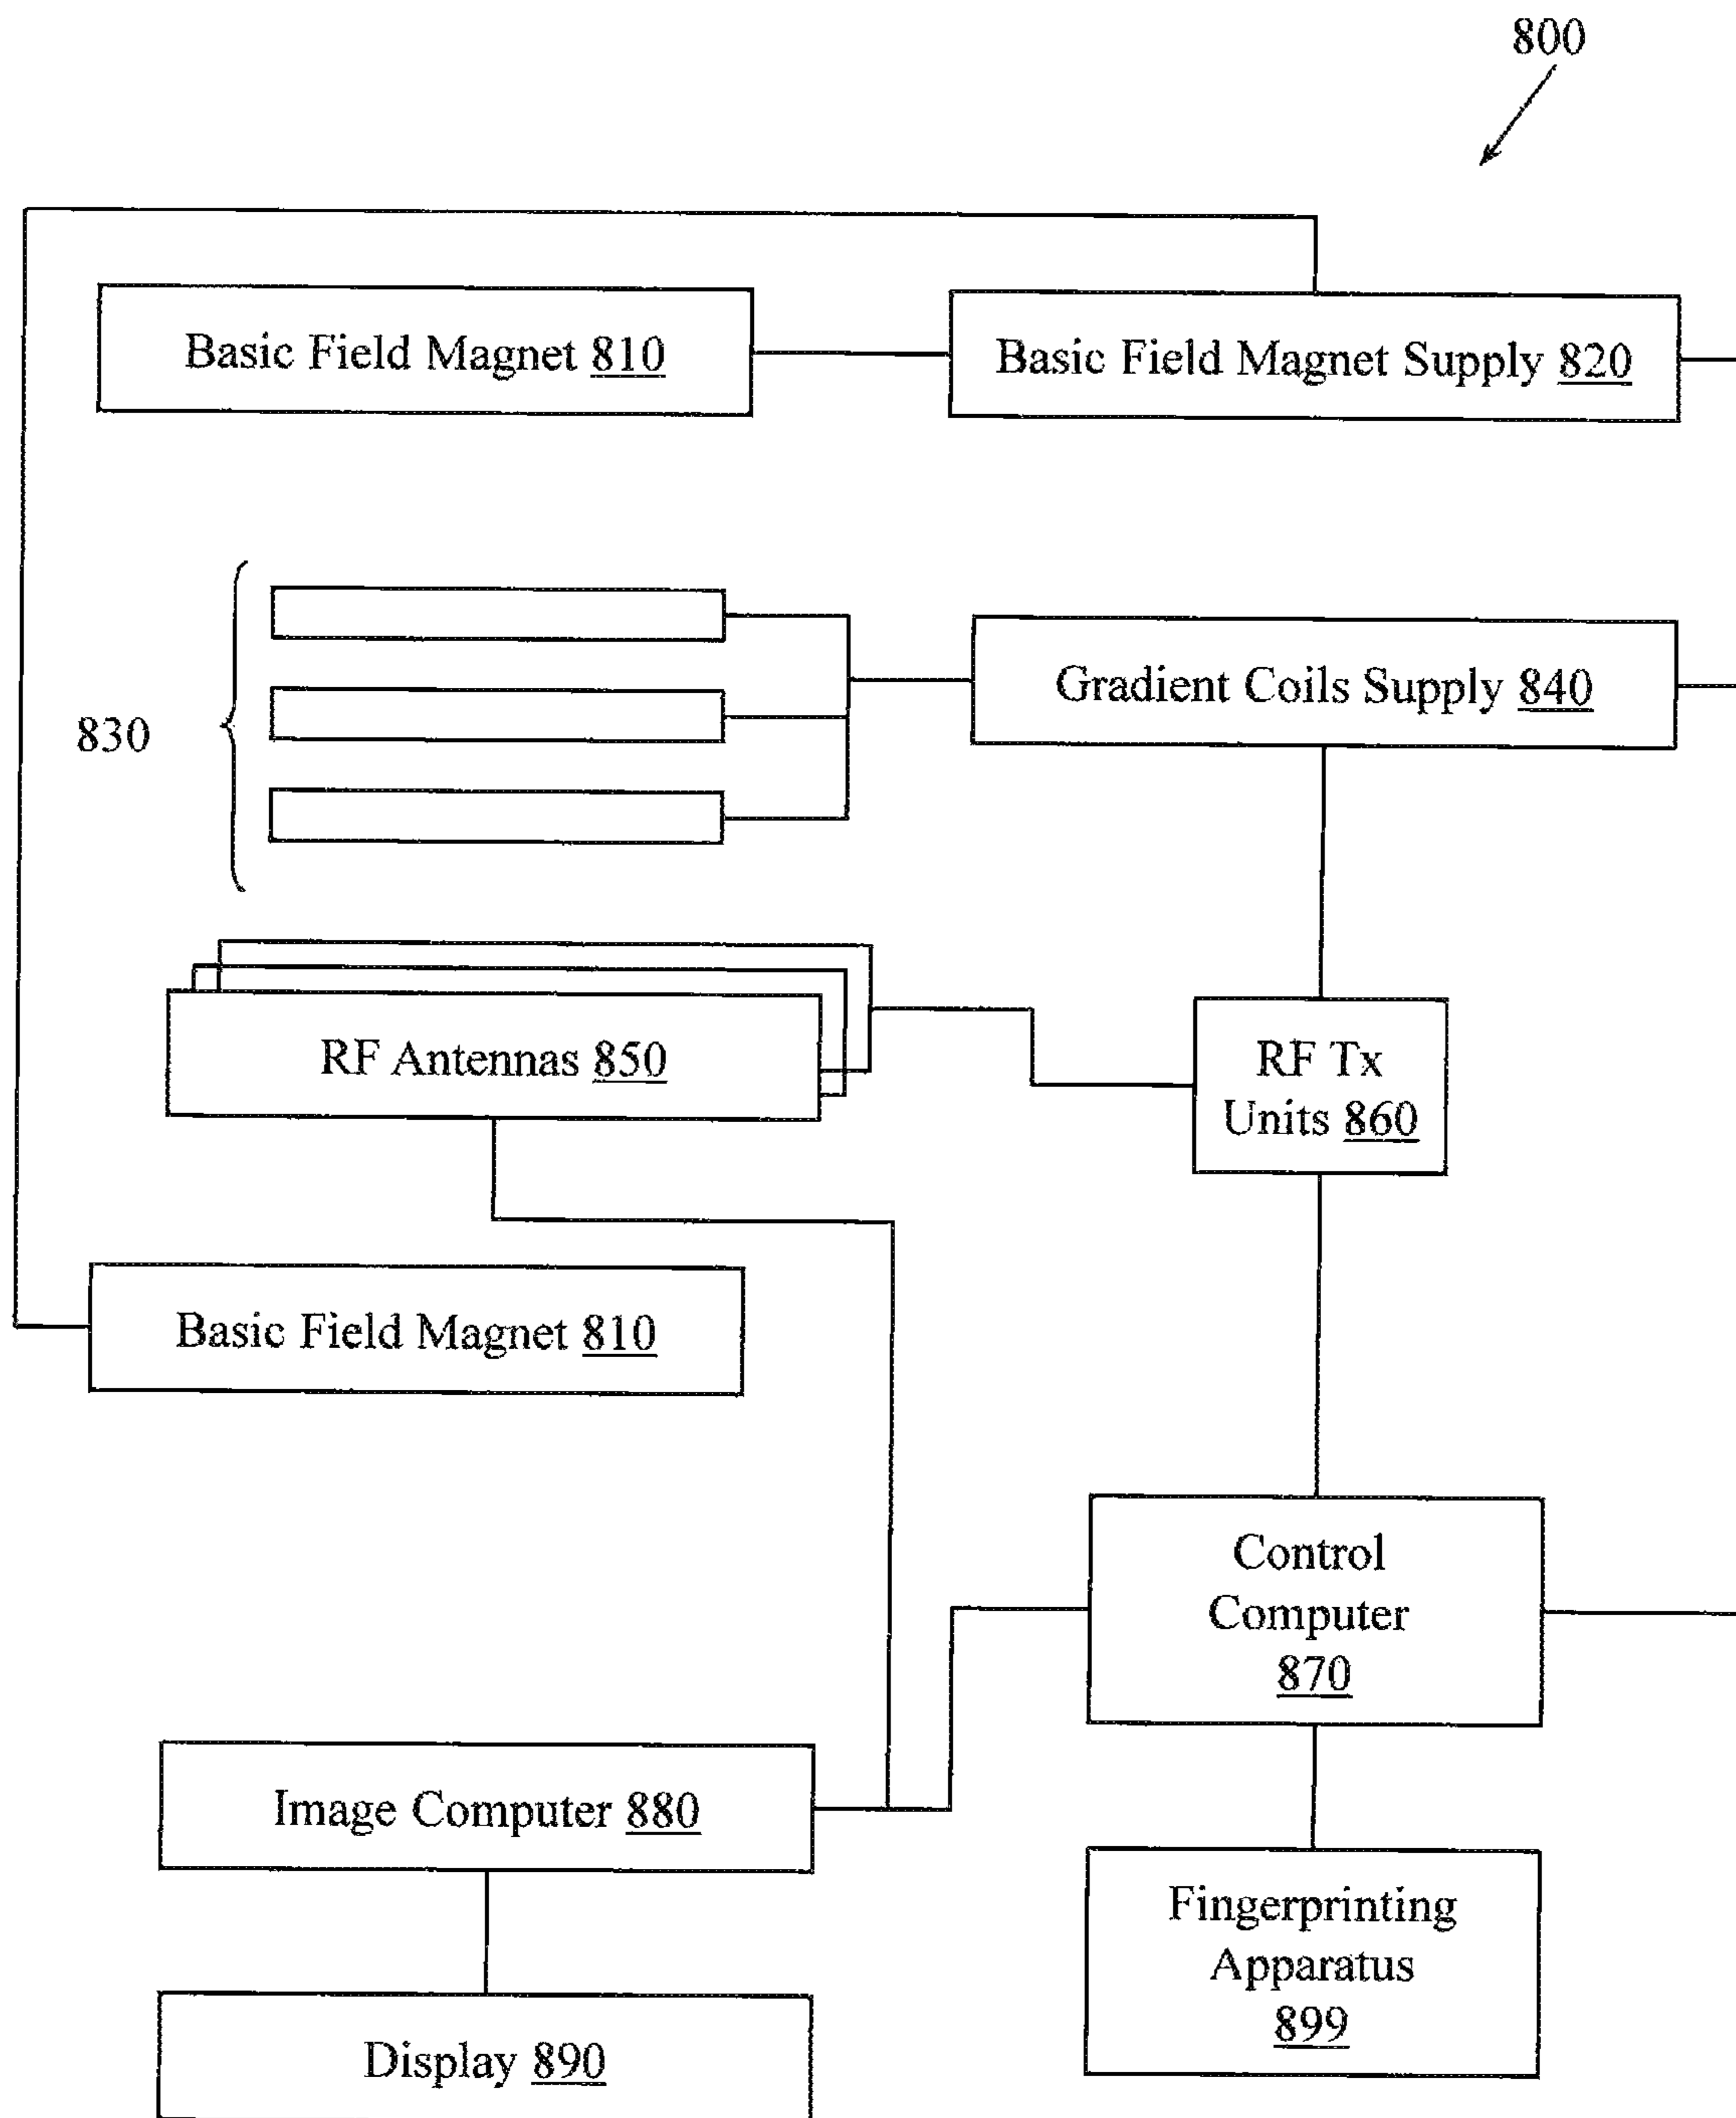 800
Basic Field Magnet 810
Basic Field Magnet Supply 820
830
Gradient Coils Supply 840
RF Antennas 850
RF Tx
Units 860
Basic Field Magnet 810
Control
Computer
870
Image Computer 880
Fingerprinting
Apparatus
899
Display 890